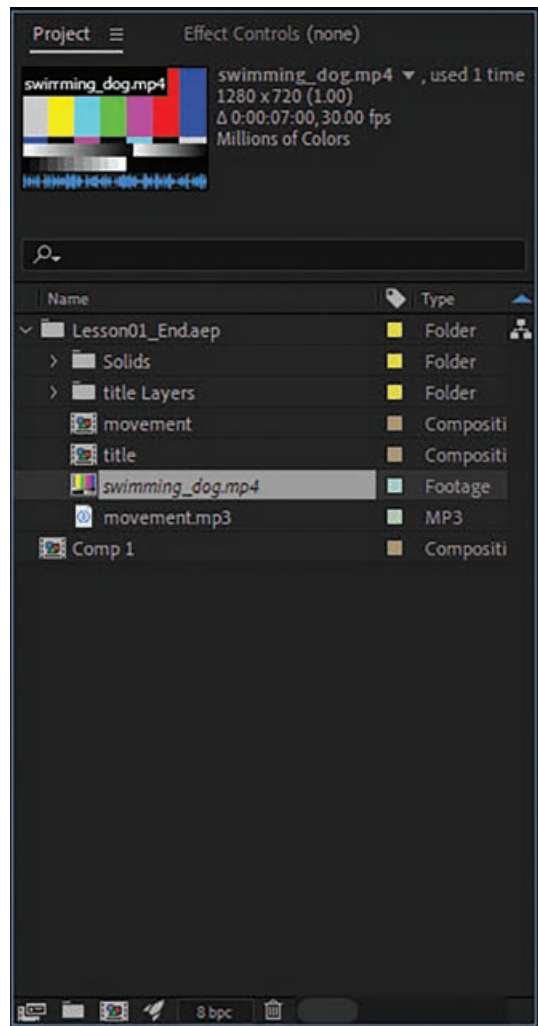 Project Effect Controls (none)
swimming_dog.mp4
swimming_dog.mp4 , used 1 time
1280 x 720 (1.00)
Δ 0:00:07:00, 30.00 fps
Millions of Colors
Name Type
Lesson01_End.aep Folder
Solids Folder
title Layers Folder
movement Compositi
title Compositi
swimming_dog.mp4 Footage
movement.mp3 MP3
Comp 1 Compositi
8 bpc